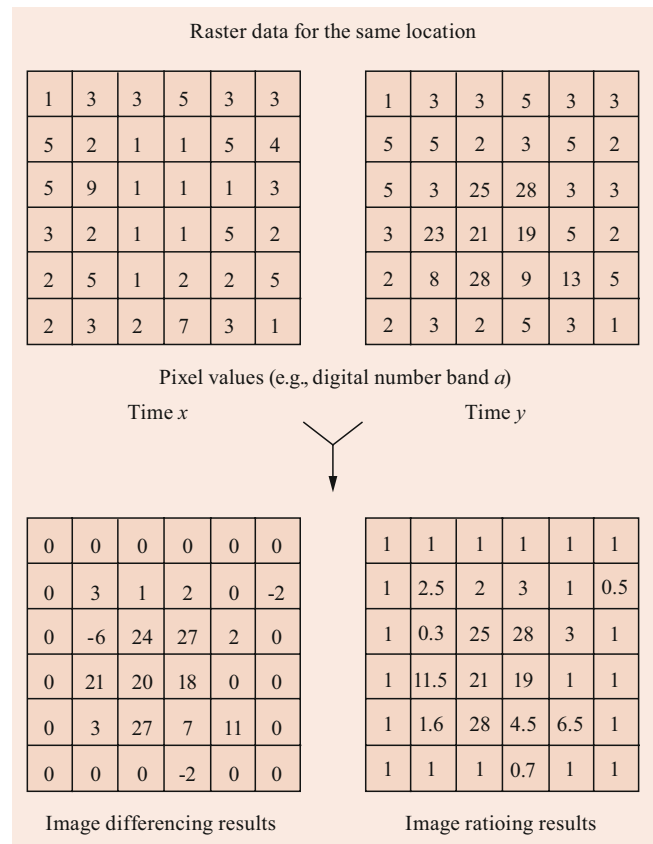 Raster data for the same location
1 3 3 5 3 3
5 2 1 1 5 4
5 9 1 1 1 3
3 2 1 1 5 2
2 5 1 2 2 5
2 3 2 7 3 1
1 3 3 5 3 3
5 5 2 3 5 2
5 3 25 28 3 3
3 23 21 19 5 2
2 8 28 9 13 5
2 3 2 5 3 1
Pixel values (e.g., digital number band a)
Time x
Time y
0 0 0 0 0 0
0 3 1 2 0 -2
0 -6 24 27 2 0
0 21 20 18 0 0
0 3 27 7 11 0
0 0 0 -2 0 0
1 1 1 1 1 1
1 2.5 2 3 1 0.5
1 0.3 25 28 3 1
1 11.5 21 19 1 1
1 1.6 28 4.5 6.5 1
1 1 1 0.7 1 1
Image differencing results
Image ratioing results